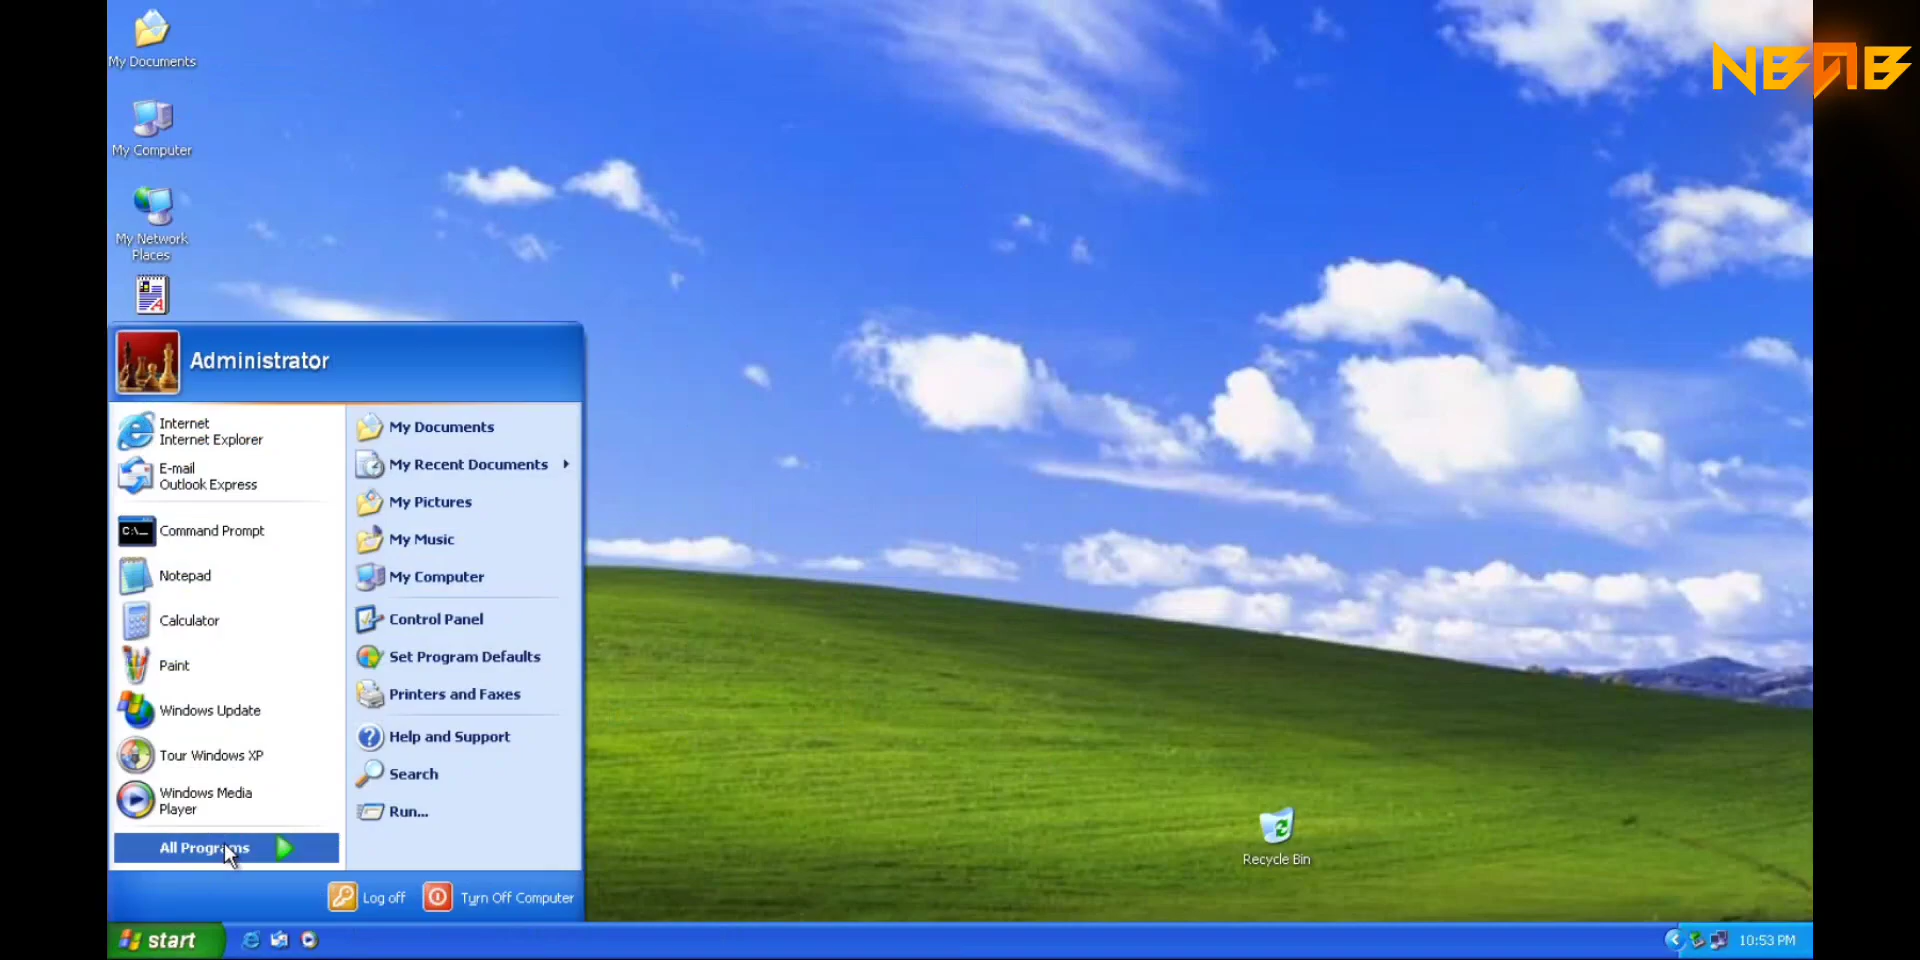 My Documents
My Computer
My Network
Places
Administrator
Internet
Internet Explorer
E-mail
Outlook Express
Command Prompt
Notepad
Calculator
Paint
Windows Update
Tour Windows XP
Windows Media
Player
All Programs
My Documents
My Recent Documents
My Pictures
My Music
My Computer
Control Panel
Set Program Defaults
Printers and Faxes
Help and Support
Search
Run...
Log off
Turn Off Computer
Recycle Bin
start
10:53 PM
C:\_